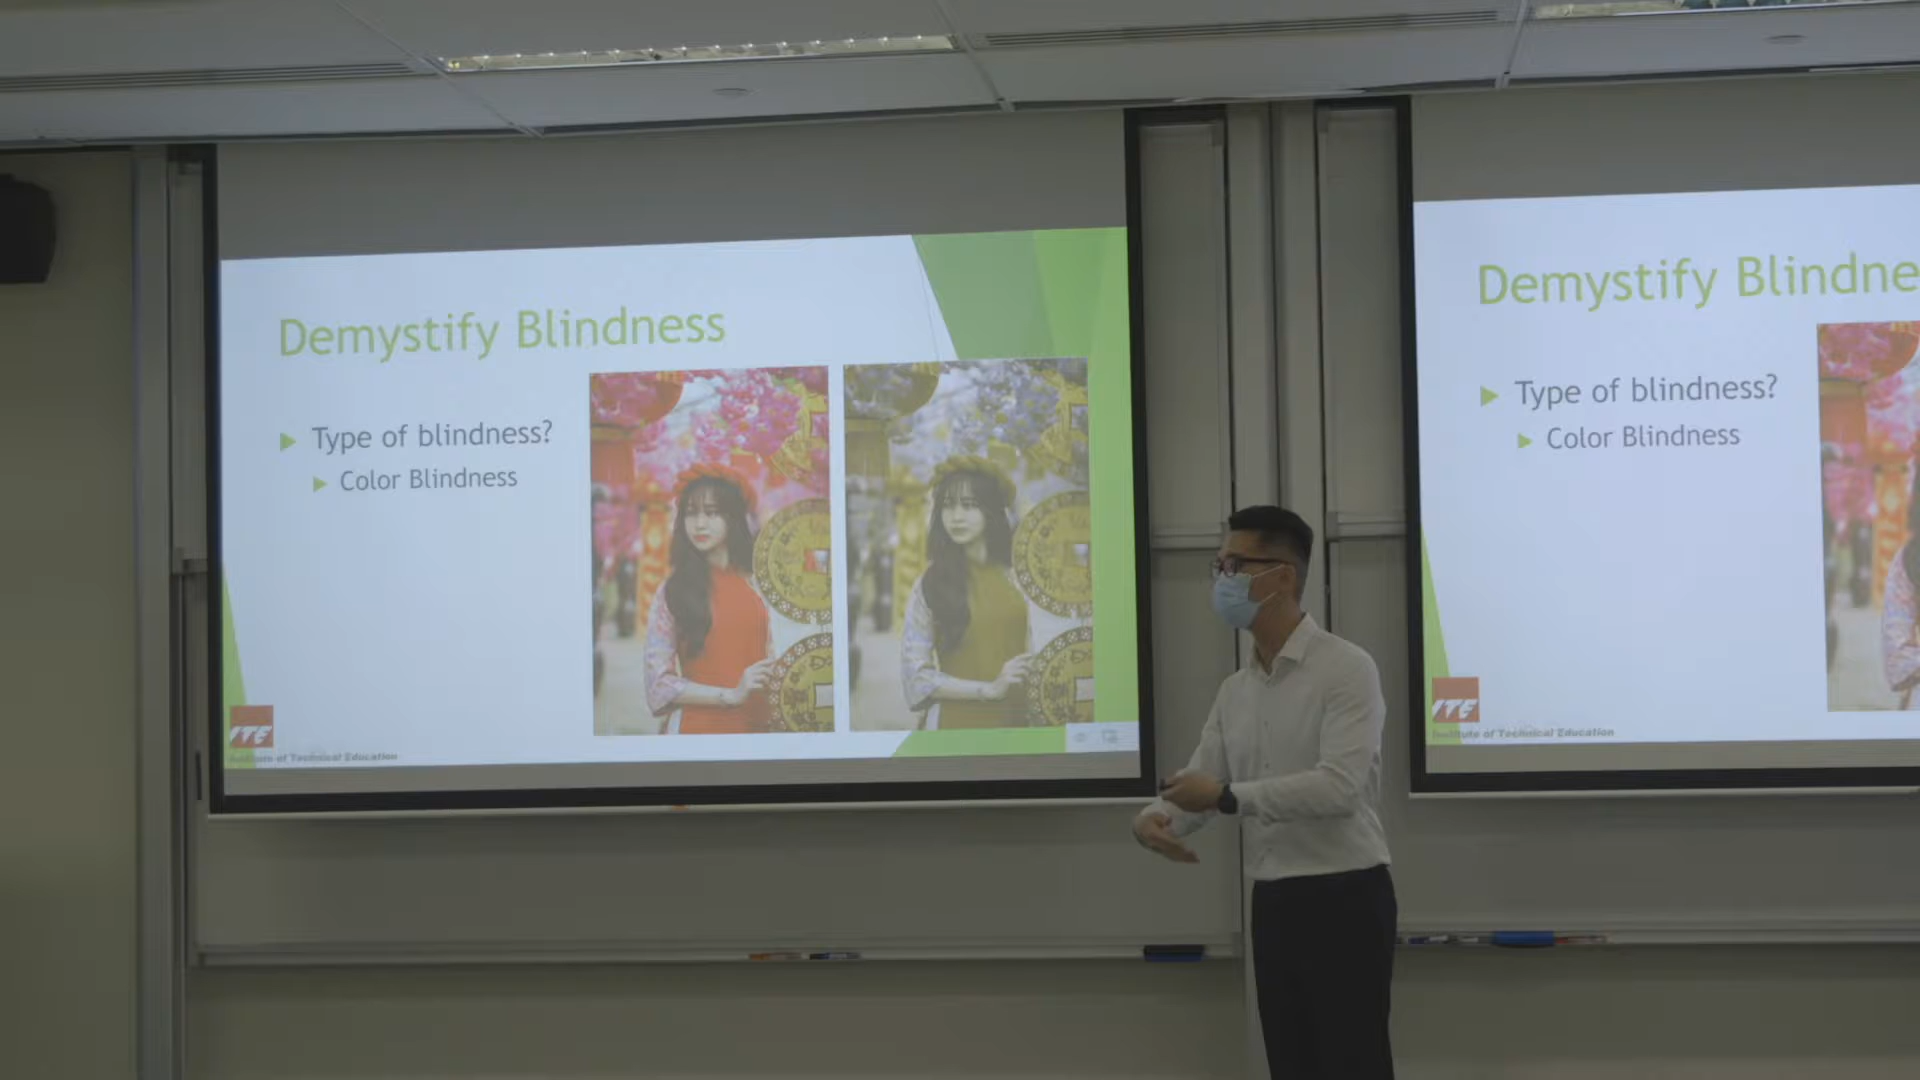 Demystify Blindness
Type of blindness?
Color Blindness
ITE
Institute of Technical Education
Demystify Blindne
Type of blindness?
Color Blindness
ITE
Institute of Technical Education